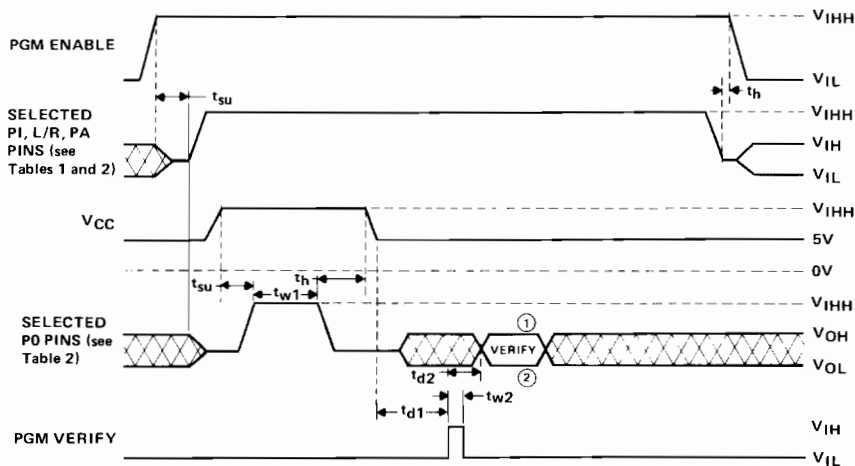 PGM ENABLE
VIHH
VIL
tsu
th
SELECTED
PI, L/R, PA
PINS (see
Tables 1 and 2)
VIHH
VIH
VIL
VCC
VIHH
5V
0V
tsu
th
tw1
SELECTED
PO PINS (see
Table 2)
VIHH
VOH
VOL
①
VERIFY
②
td2
td1
tw2
PGM VERIFY
VIH
VIL